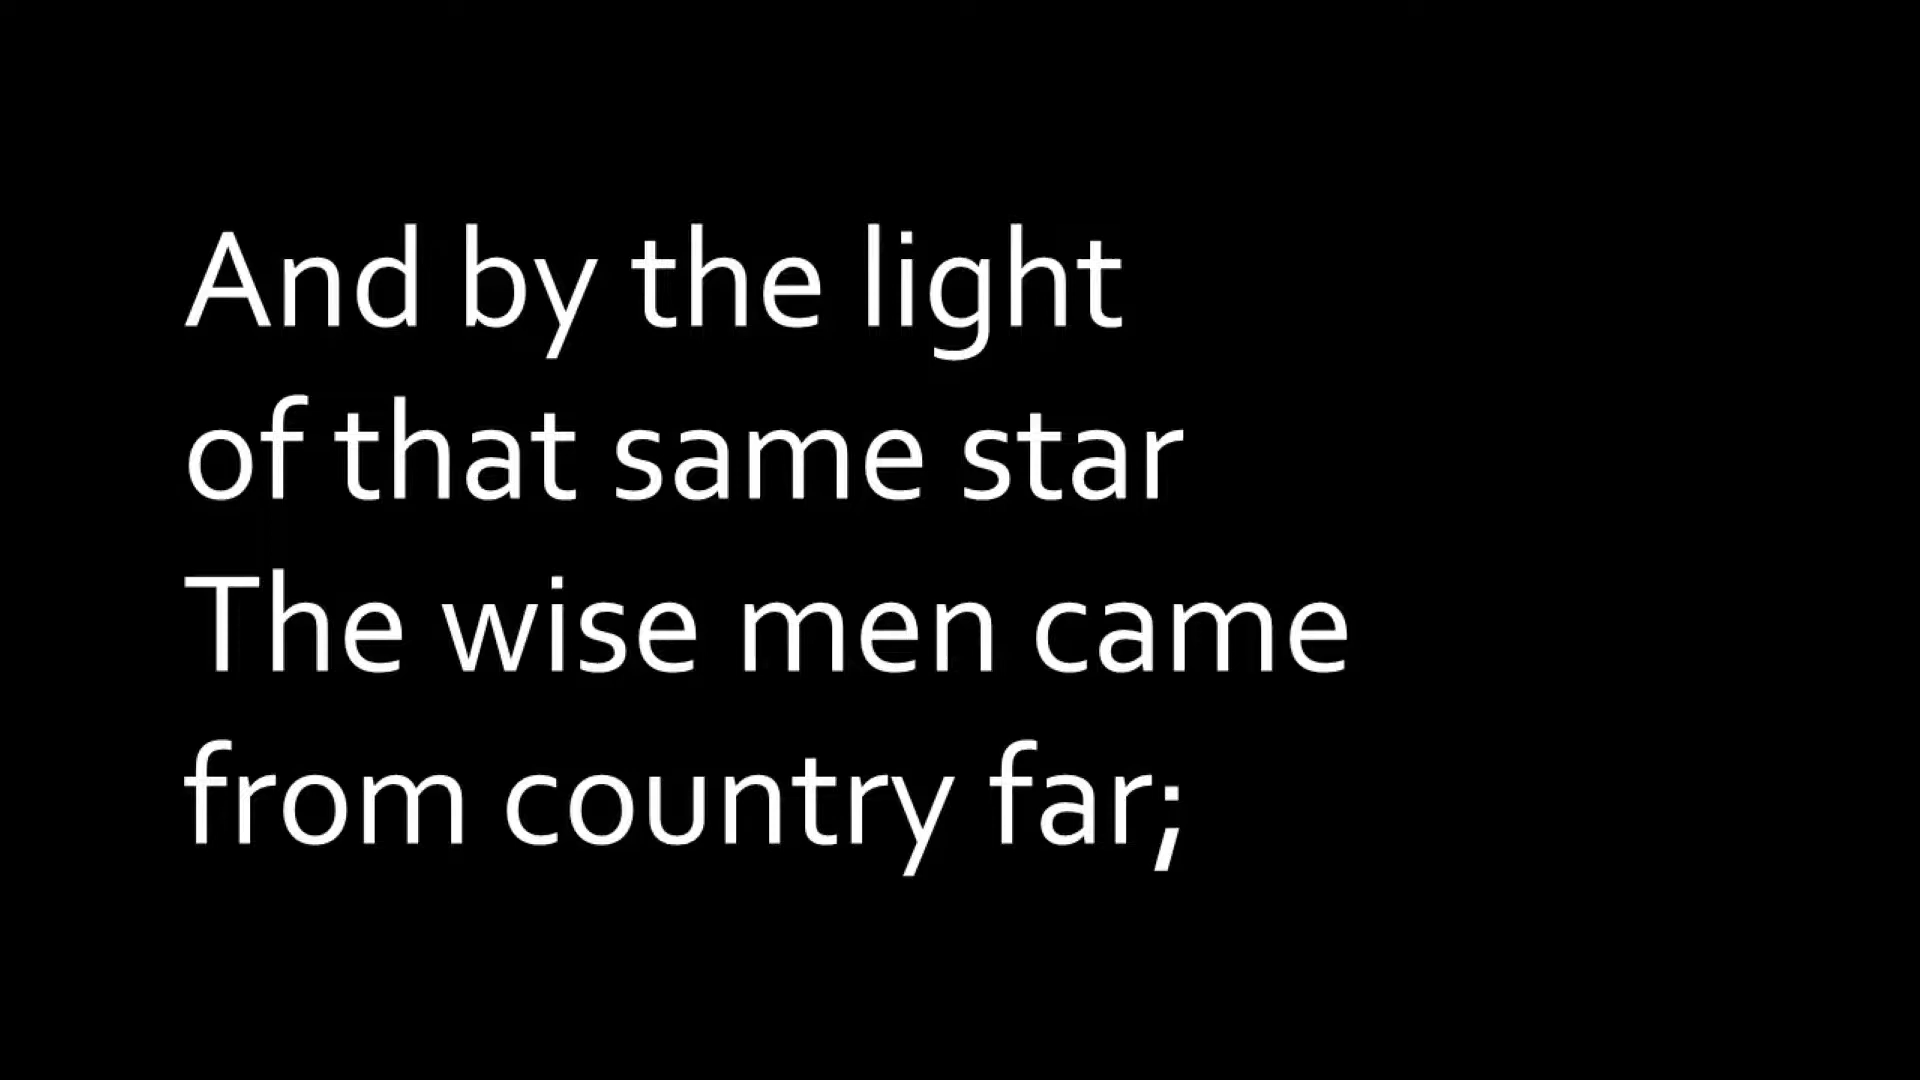 And by the light
of that same star
The wise men came
from country far;